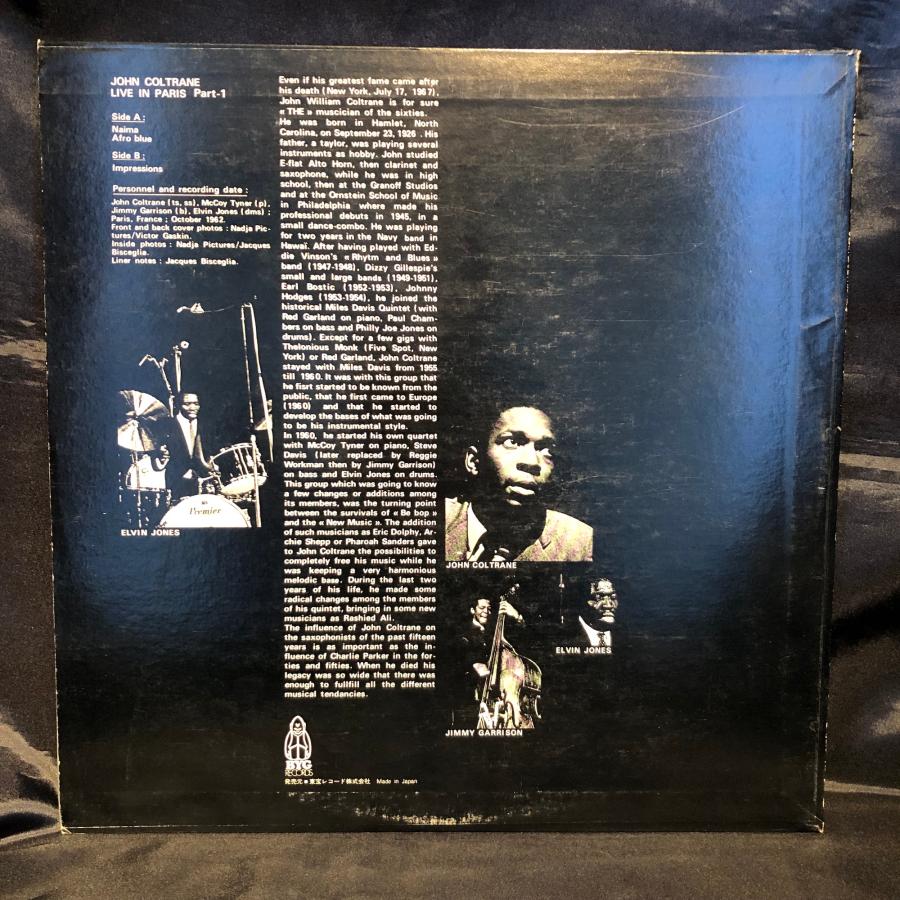 JOHN COLTRANE
LIVE IN PARIS Part-1
Side A :
Naima
Afro blue
Side B :
Impressions
Personnel and recording date :
John Coltrane (ts, ss), McCoy Tyner (p),
Jimmy Garrison (b), Elvin Jones (dms) ;
Paris, France ; October 1962.
Front and back cover photos : Nadja Pic-
tures/Victor Gaskin.
Inside photos : Nadja Pictures/Jacques
Bisceglia.
Liner notes : Jacques Bisceglia.
Premier
ELVIN JONES
Even if his greatest fame came after
his death (New York, July 17, 1967),
John William Coltrane is for sure
« THE » muscician of the sixties.
He was born in Hamlet, North
Carolina, on September 23, 1926 . His
father, a taylor, was playing several
instruments as hobby. John studied
E-flat Alto Horn, then clarinet and
saxophone, while he was in high
school, then at the Granoff Studios
and at the Ornstein School of Music
in Philadelphia where made his
professional debuts in 1945, in a
small dance-combo. He was playing
for two years in the Navy band in
Hawaï. After having played with Ed-
die Vinson's « Rhytm and Blues »
band (1947-1948), Dizzy Gillespie's
small and large bands (1949-1951),
Earl Bostic (1952-1953), Johnny
Hodges (1953-1954), he joined the
historical Miles Davis Quintet (with
Red Garland on piano, Paul Cham-
bers on bass and Philly Joe Jones on
drums). Except for a few gigs with
Thelonious Monk (Five Spot, New
York) or Red Garland, John Coltrane
stayed with Miles Davis from 1955
till 1960. It was with this group that
he fisrt started to be known from the
public, that he first came to Europe
(1960) and that he started to
develop the bases of what was going
to be his instrumental style.
In 1960, he started his own quartet
with McCoy Tyner on piano, Steve
Davis (later replaced by Reggie
Workman then by Jimmy Garrison)
on bass and Elvin Jones on drums.
This group which was going to know
a few changes or additions among
its members, was the turning point
between the survivals of « Be bop »
and the « New Music ». The addition
of such musicians as Eric Dolphy, Ar-
chie Shepp or Pharoah Sanders gave
to John Coltrane the possibilities to
completely free his music while he
was keeping a very harmonious
melodic base. During the last two
years of his life, he made some
radical changes among the members
of his quintet, bringing in some new
musicians as Rashied Ali.
The influence of John Coltrane on
the saxophonists of the past fifteen
years is as important as the in-
fluence of Charlie Parker in the for-
ties and fifties. When he died his
legacy was so wide that there was
enough to fullfill all the different
musical tendancies.
JOHN COLTRANE
ELVIN JONES
JIMMY GARRISON
BYG
RECORDS
発売元■東宝レコード株式会社 Made in Japan